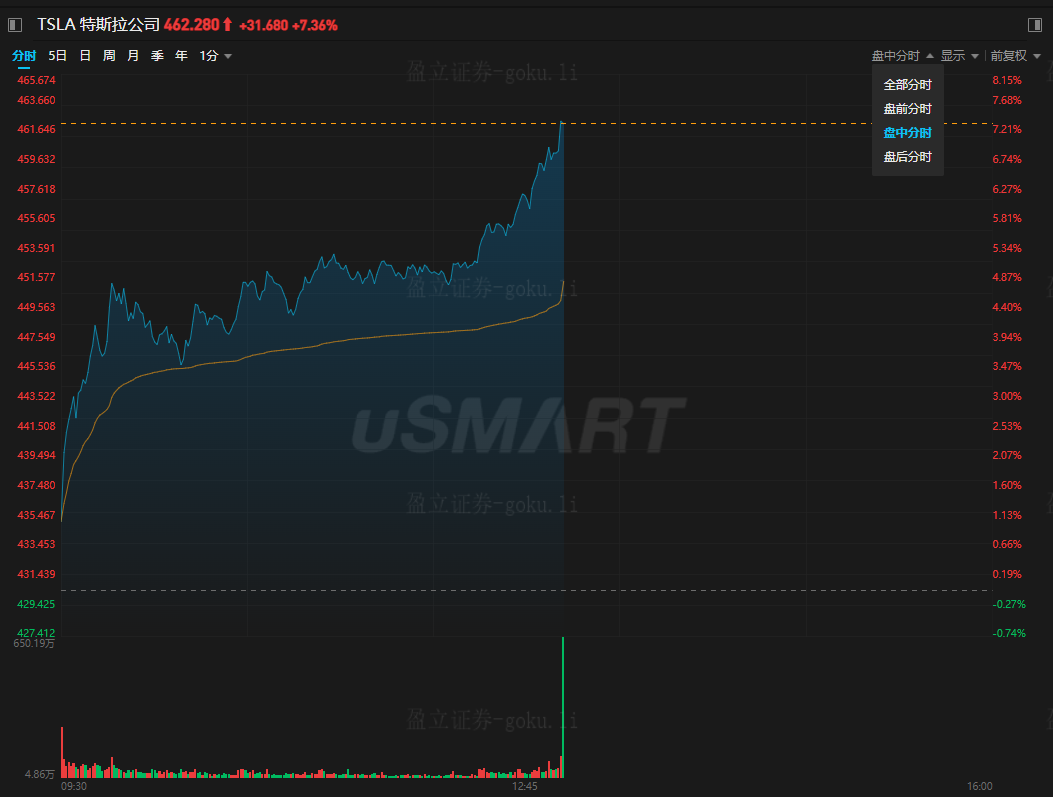 TSLA 特斯拉公司 462.280 +31.680 +7.36%
分时 5日 日 周 月 季 年 1分 盘中分时 显示 前复权
全部分时
盘前分时
盘中分时
盘后分时
盈立证券-goku.li
465.674 8.15%
463.660 7.68%
461.646 7.21%
459.632 6.74%
457.618 6.27%
455.605 5.81%
453.591 5.34%
451.577 4.87%
盈立证券-goku.li
449.563 4.40%
447.549 3.94%
445.536 3.47%
443.522 3.00%
uSMART
441.508 2.53%
439.494 2.07%
437.480 1.60%
盈立证券-goku.li
435.467 1.13%
433.453 0.66%
431.439 0.19%
429.425 -0.27%
427.412 -0.74%
650.19万
盈立证券-goku.li
4.86万
09:30 12:45 16:00